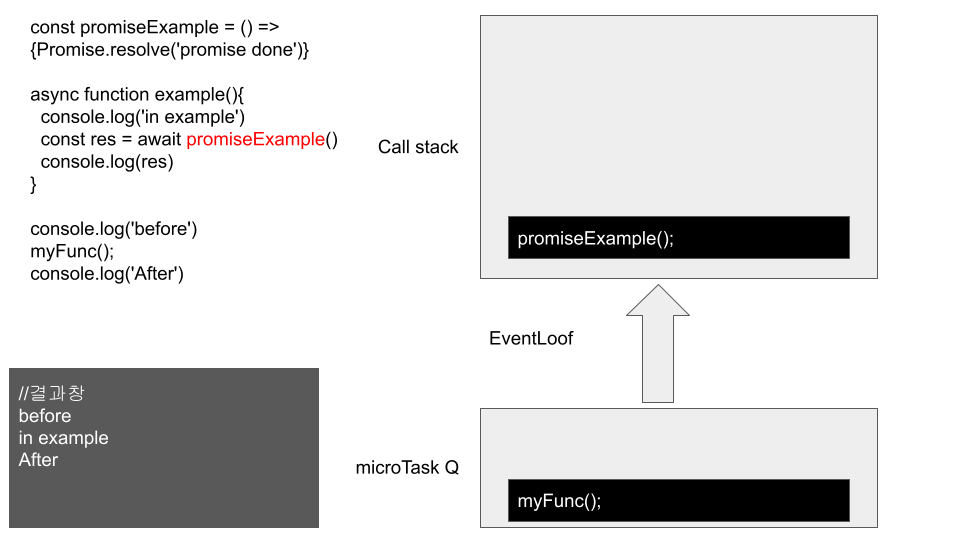 const promiseExample = () =>
{Promise.resolve('promise done')}
async function example(){
console.log('in example')
const res = await promiseExample()
console.log(res)
}
console.log('before')
myFunc();
console.log('After')
Call stack
promiseExample();
EventLoof
//결과창
before
in example
After
microTask Q
myFunc();